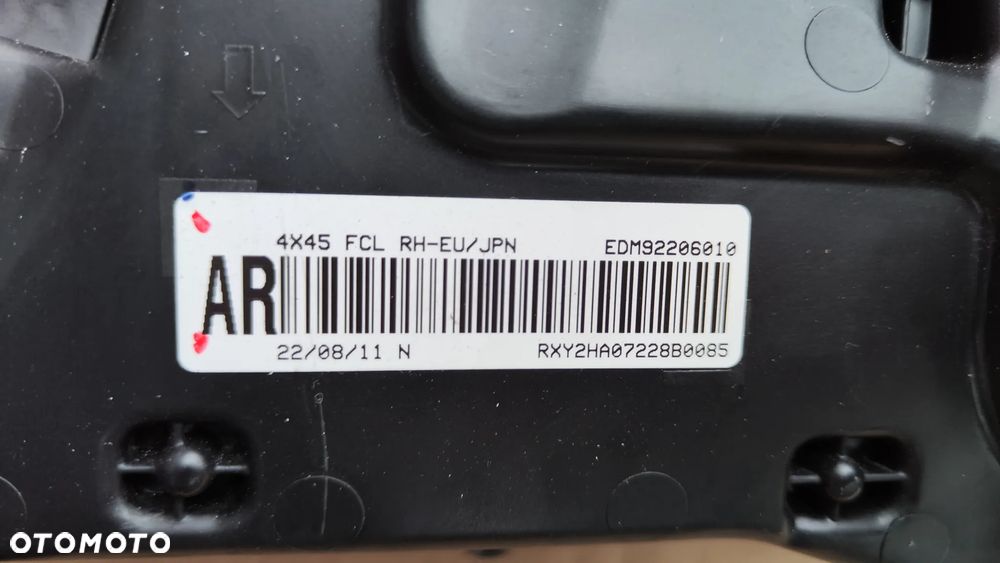 4X45 FCL RH-EU/JPN EDM92206010
AR
22/08/11 N RXY2HA07228B0085
OTOMOTO